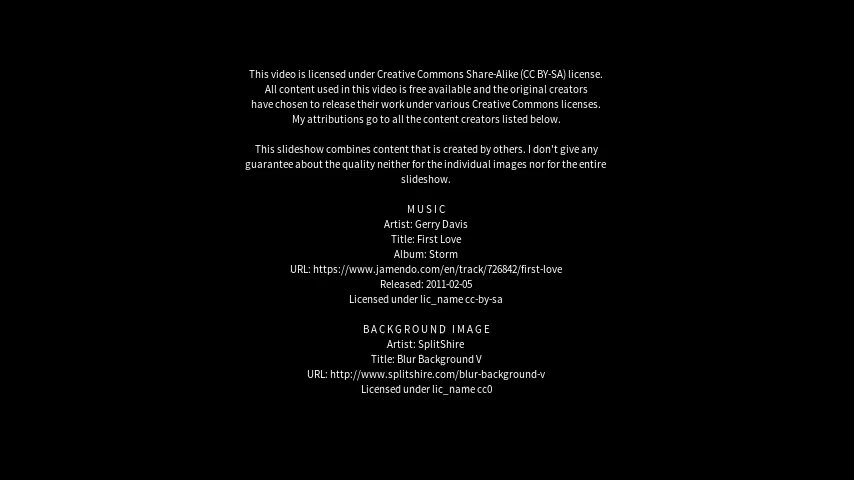 This video is licensed under Creative Commons Share-Alike (CC BY-SA) license.
All content used in this video is free available and the original creators
have chosen to release their work under various Creative Commons licenses.
My attributions go to all the content creators listed below.
This slideshow combines content that is created by others. I don't give any
guarantee about the quality neither for the individual images nor for the entire
slideshow.
MUSIC
Artist: Gerry Davis
Title: First Love
Album: Storm
URL: https://www.jamendo.com/en/track/726842/first-love
Released: 2011-02-05
Licensed under lic_name cc-by-sa
BACKGROUND IMAGE
Artist: SplitShire
Title: Blur Background V
URL: http://www.splitshire.com/blur-background-v
Licensed under lic_name cc0